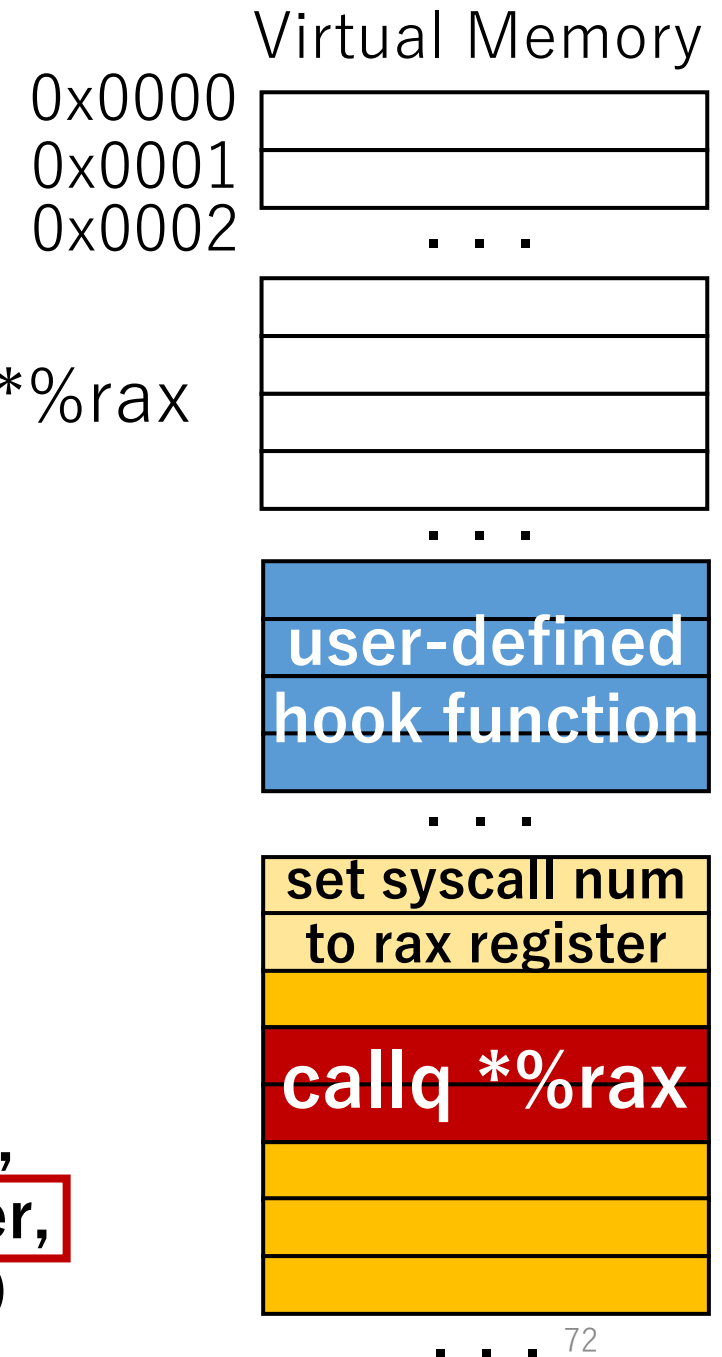 Virtual Memory
0x0000
0x0001
0x0002
. . .
*%rax
. . .
user-defined
hook function
. . .
set syscall num
to rax register
callq *%rax
,
er,
)
. . .
72